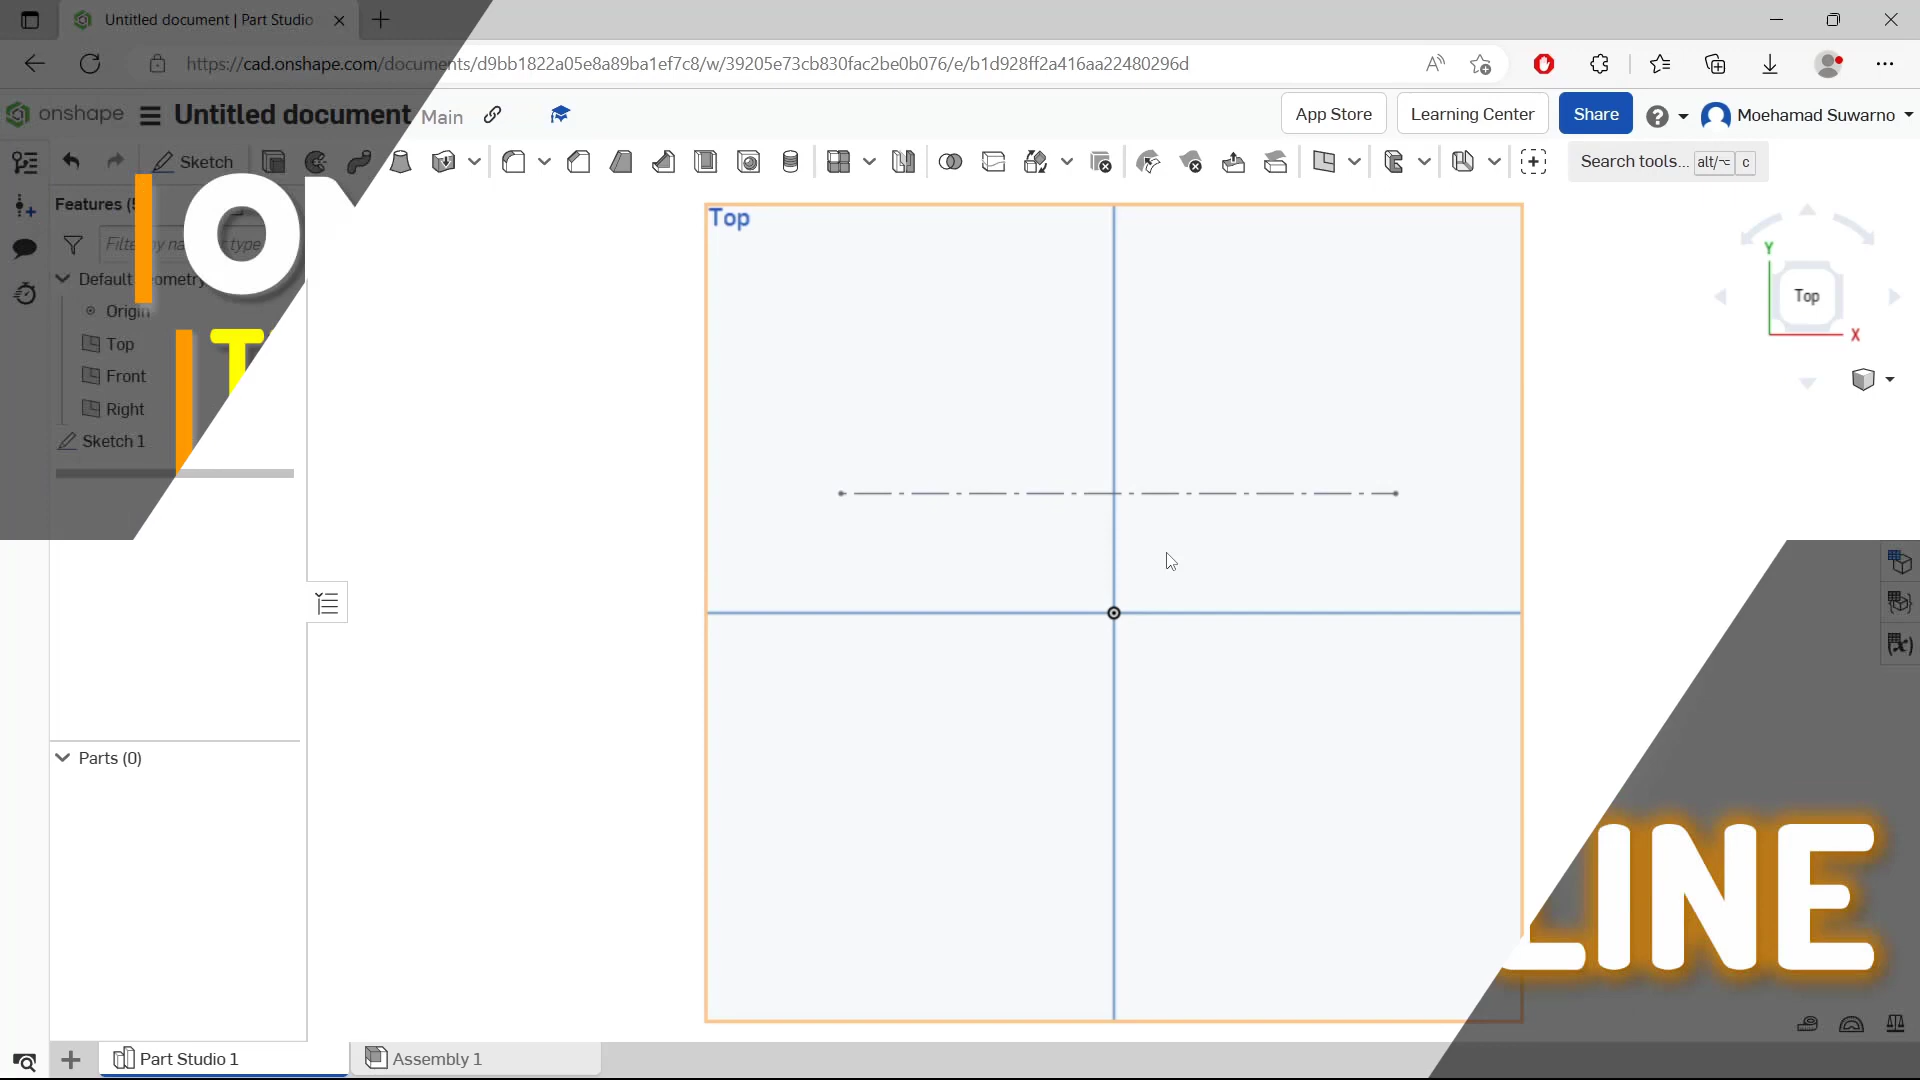 Untitled document | Part Studio
https://cad.onshape.com/documents/d9bb1822a05e8a89ba1ef7c8/w/39205e73cb830fac2be0b076/e/b1d928ff2a416aa22480296d
onshape
Untitled document
Main
App Store
Learning Center
Share
Moehamad Suwarno
Sketch
Search tools...
alt/⌥
c
Features
Top
Y
Top
X
Origin
Top
Front
Right
Sketch 1
Parts (0)
LINE
Part Studio 1
Assembly 1